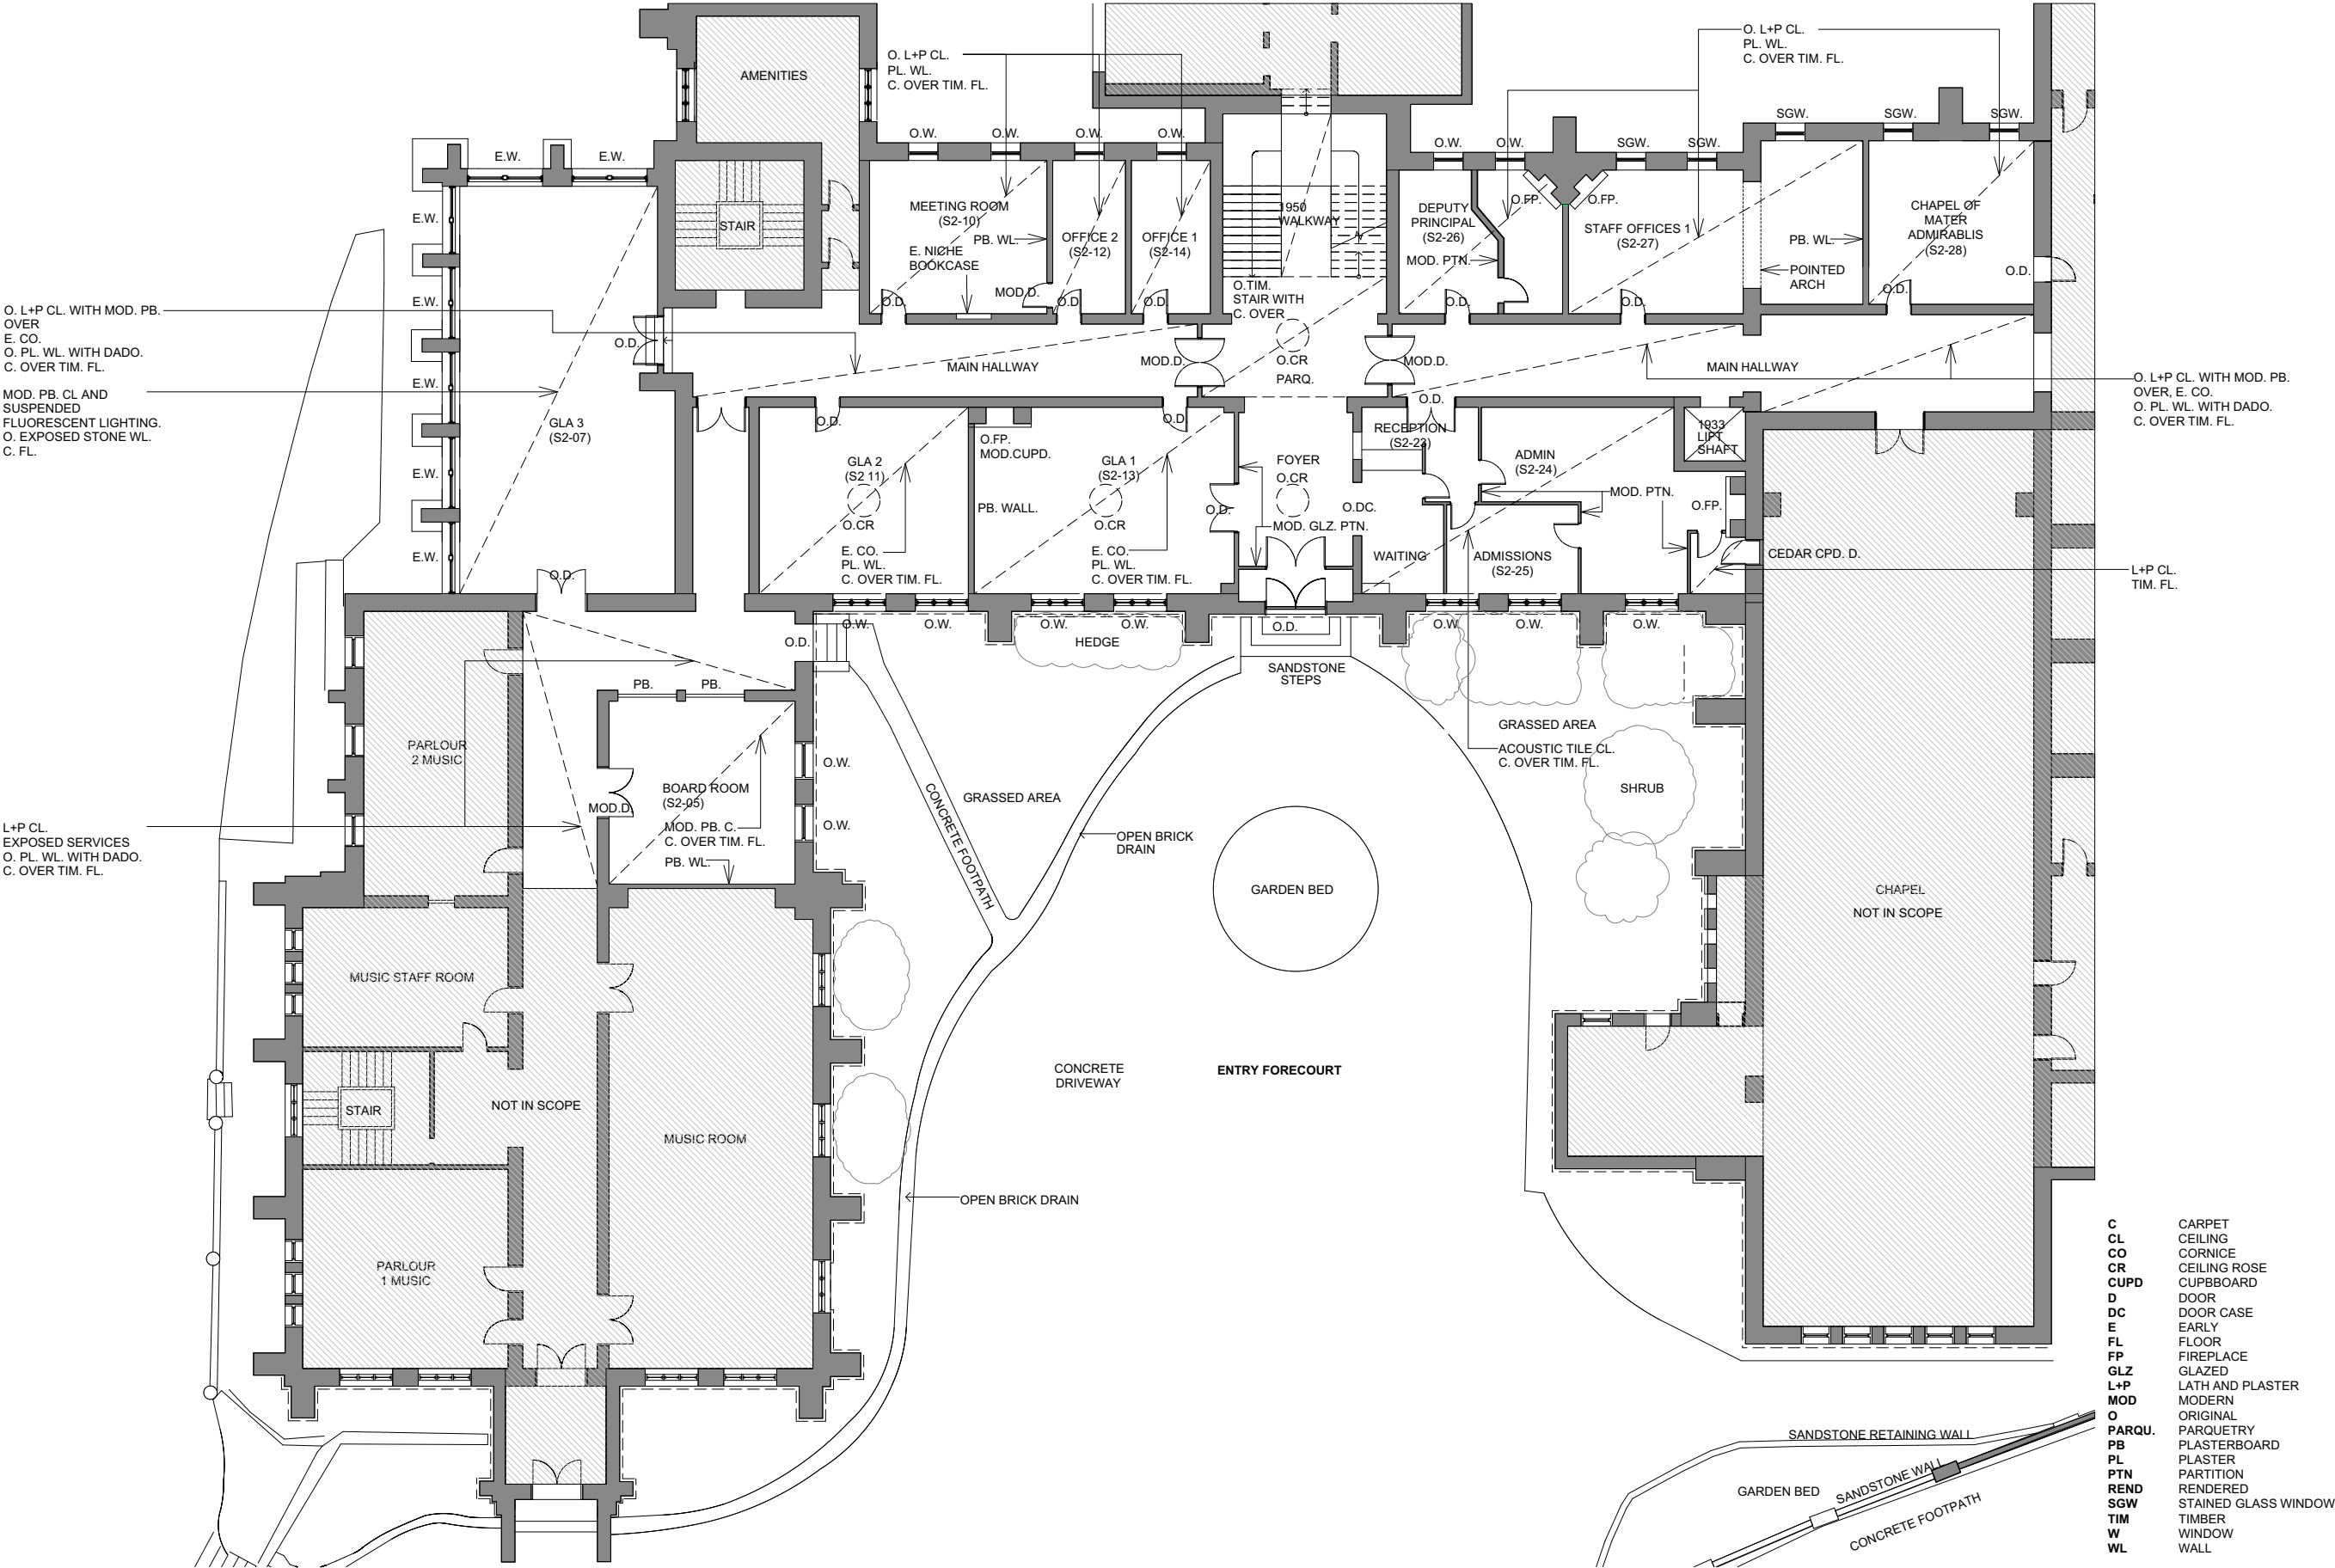 AMENITIES
O. L+P CL.
PL. WL.
C. OVER TIM. FL.
O. L+P CL.
PL. WL.
C. OVER TIM. FL.
SGW.
SGW.
SGW.
O.W.
O.W.
O.W.
O.W.
O.W.
O.W.
SGW.
SGW.
E.W.
E.W.
E.W.
E.W.
E.W.
E.W.
E.W.
STAIR
MEETING ROOM
(S2-10)
PB. WL.
E. NICHE
BOOKCASE
MOD.D.
O.D.
O.D.
O.D.
OFFICE 2
(S2-12)
OFFICE 1
(S2-14)
1950
WALKWAY
O.TIM.
STAIR WITH
C. OVER
DEPUTY
PRINCIPAL
(S2-26)
MOD. PTN.
O.FP.
O.FP.
O.D.
STAFF OFFICES 1
(S2-27)
O.D.
PB. WL.
POINTED
ARCH
CHAPEL OF
MATER
ADMIRABLIS
(S2-28)
O.D.
O.D.
O. L+P CL. WITH MOD. PB.
OVER
E. CO.
O. PL. WL. WITH DADO.
C. OVER TIM. FL.
MOD. PB. CL AND
SUSPENDED
FLUORESCENT LIGHTING.
O. EXPOSED STONE WL.
C. FL.
O.D.
MAIN HALLWAY
MOD.D.
O.CR
PARQ.
MOD.D.
MAIN HALLWAY
O. L+P CL. WITH MOD. PB.
OVER, E. CO.
O. PL. WL. WITH DADO.
C. OVER TIM. FL.
GLA 3
(S2-07)
O.D.
O.D.
GLA 2
(S2 11)
O.CR
E. CO.
PL. WL.
C. OVER TIM. FL.
O.FP.
MOD.CUPD.
PB. WALL.
O.D.
GLA 1
(S2-13)
O.CR
E. CO.
PL. WL.
C. OVER TIM. FL.
O.D.
FOYER
O.CR
MOD. GLZ. PTN.
O.D.
RECEPTION
(S2-23)
O.DC.
WAITING
ADMIN
(S2-24)
MOD. PTN.
ADMISSIONS
(S2-25)
1933
LIFT
SHAFT
O.FP.
CEDAR CPD. D.
L+P CL.
TIM. FL.
O.D.
O.W.
O.W.
O.W.
O.W.
O.D.
O.W.
O.W.
O.W.
HEDGE
SANDSTONE
STEPS
PARLOUR
2 MUSIC
PB.
PB.
BOARD ROOM
(S2-05)
MOD.D.
MOD. PB. C.
C. OVER TIM. FL.
PB. WL.
O.W.
O.W.
L+P CL.
EXPOSED SERVICES
O. PL. WL. WITH DADO.
C. OVER TIM. FL.
GRASSED AREA
CONCRETE FOOTPATH
OPEN BRICK
DRAIN
GRASSED AREA
ACOUSTIC TILE CL.
C. OVER TIM. FL.
SHRUB
GARDEN BED
CHAPEL
NOT IN SCOPE
MUSIC STAFF ROOM
STAIR
NOT IN SCOPE
MUSIC ROOM
CONCRETE
DRIVEWAY
ENTRY FORECOURT
OPEN BRICK DRAIN
PARLOUR
1 MUSIC
SANDSTONE RETAINING WALL
GARDEN BED
SANDSTONE WALL
CONCRETE FOOTPATH
C CARPET
CL CEILING
CO CORNICE
CR CEILING ROSE
CUPD CUPBBOARD
D DOOR
DC DOOR CASE
E EARLY
FL FLOOR
FP FIREPLACE
GLZ GLAZED
L+P LATH AND PLASTER
MOD MODERN
O ORIGINAL
PARQU. PARQUETRY
PB PLASTERBOARD
PL PLASTER
PTN PARTITION
REND RENDERED
SGW STAINED GLASS WINDOW
TIM TIMBER
W WINDOW
WL WALL